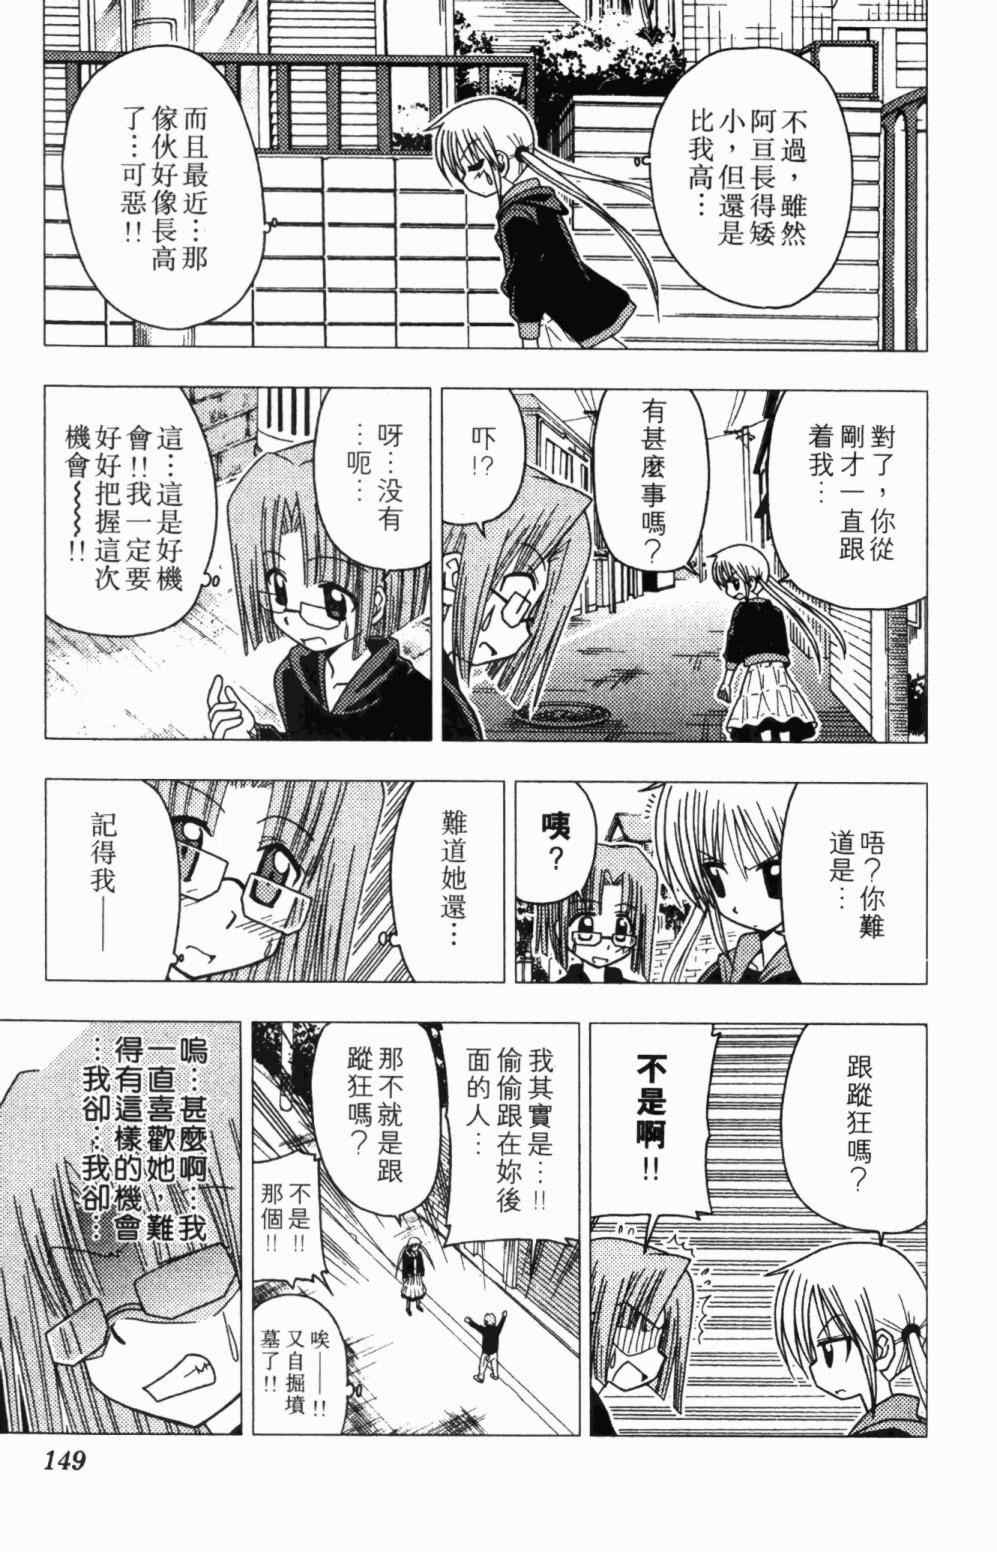 不過，雖然
阿亘長得矮
小，但還是
比我高…
而且最近…那
傢伙好像長高
了…可惡!!
對了，你從
剛才一直跟
著我…
有甚麼事嗎？
吓!?
呀…没有
…呃…
這…這是好機
會!!我一定要
好好把握這次
機會～～!!
唔？你難
道是…
咦？
難道她還…
記得我——
跟蹤狂嗎？
不是啊!!
我其實是…!!
偷偷跟在妳後
面的人…
那不就是跟
蹤狂嗎？
不是!!
那個!!
唉——!!
又自掘墳
墓了!!
嗚…甚麼啊…我
一直喜歡她，難
得有這樣的機會
…我卻…我卻…
149